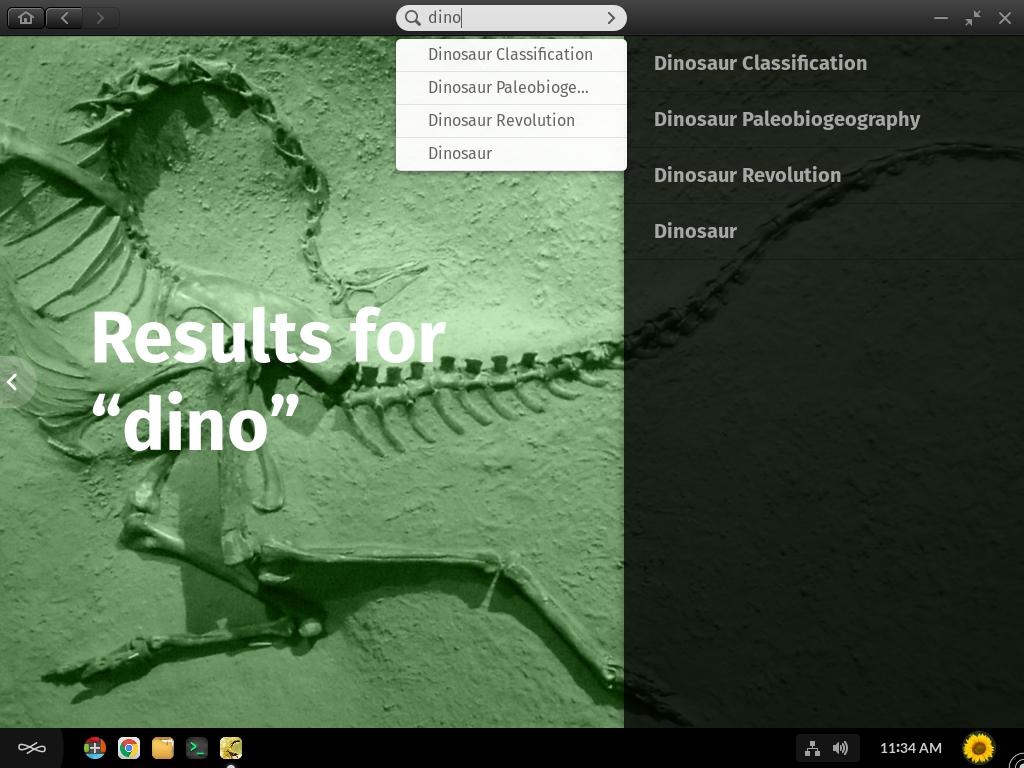 dino
Dinosaur Classification
Dinosaur Paleobioge...
Dinosaur Revolution
Dinosaur
Dinosaur Classification
Dinosaur Paleobiogeography
Dinosaur Revolution
Dinosaur
Results for
“dino”
11:34 AM